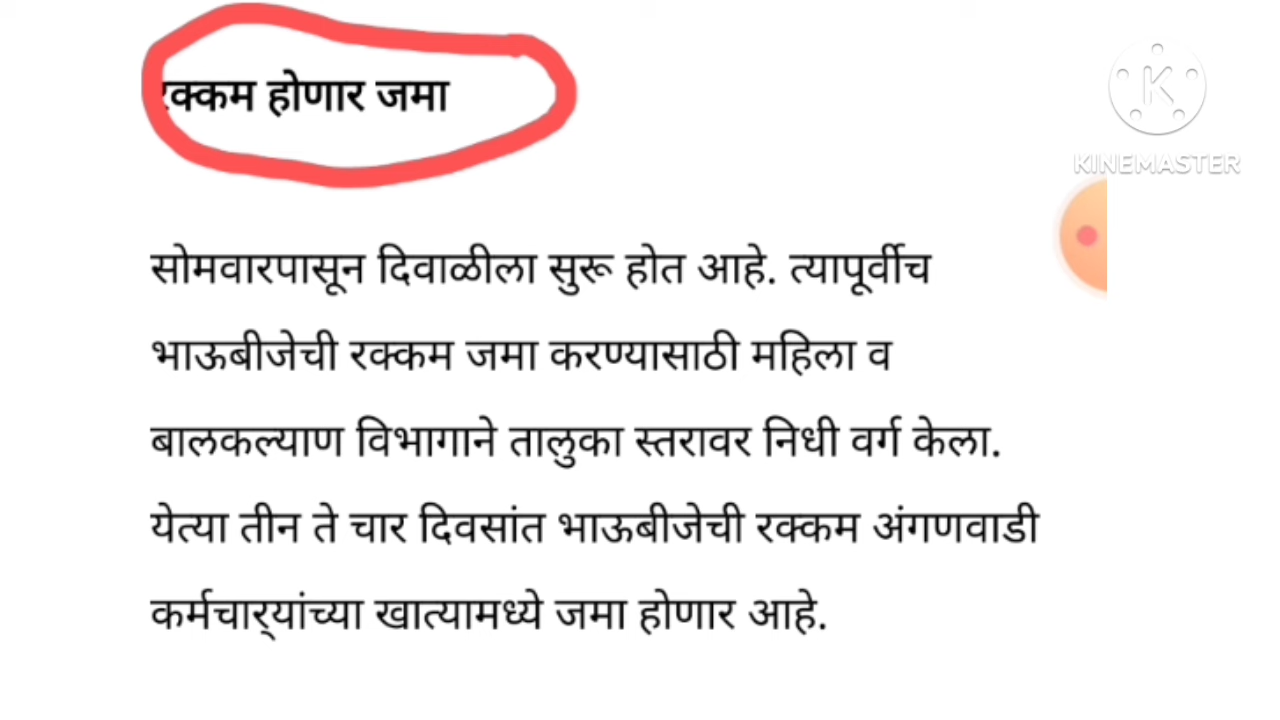 रक्कम होणार जमा
KINEMASTER
सोमवारपासून दिवाळीला सुरू होत आहे. त्यापूर्वीच
भाऊबीजेची रक्कम जमा करण्यासाठी महिला व
बालकल्याण विभागाने तालुका स्तरावर निधी वर्ग केला.
येत्या तीन ते चार दिवसांत भाऊबीजेची रक्कम अंगणवाडी
कर्मचार्‍यांच्या खात्यामध्ये जमा होणार आहे.